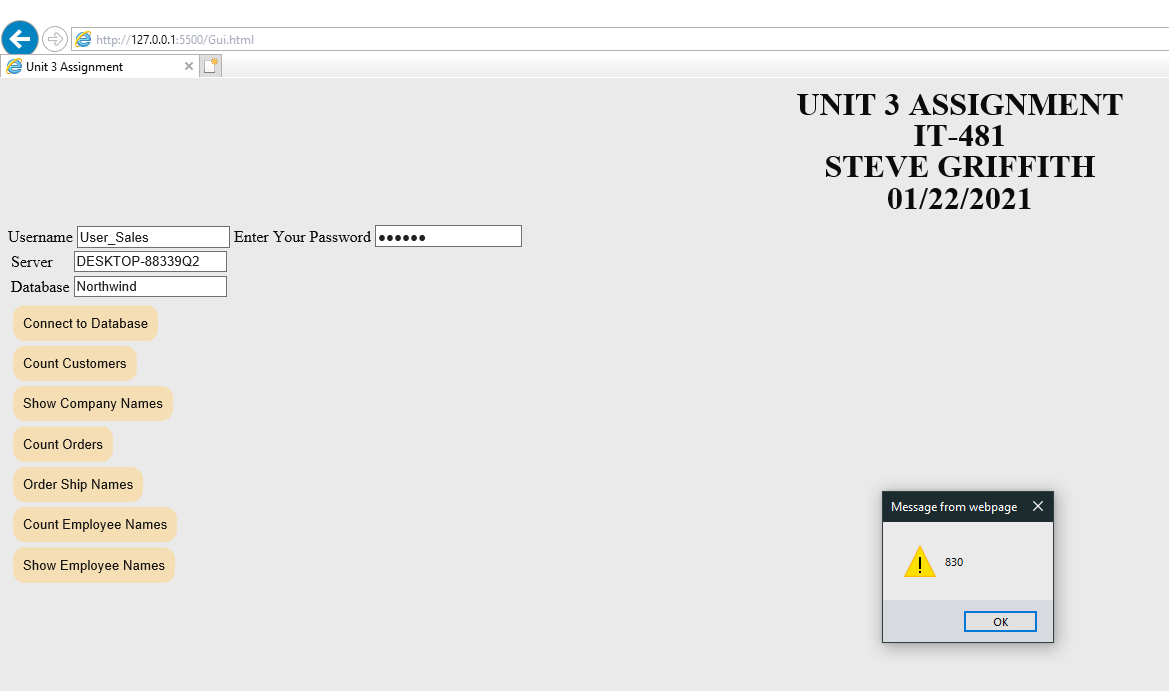 http://127.0.0.1:5500/Gui.html
Unit 3 Assignment
UNIT 3 ASSIGNMENT
IT-481
STEVE GRIFFITH
01/22/2021
Username User_Sales Enter Your Password ●●●●●●
Server DESKTOP-88339Q2
Database Northwind
Connect to Database
Count Customers
Show Company Names
Count Orders
Order Ship Names
Count Employee Names
Show Employee Names
Message from webpage
830
OK